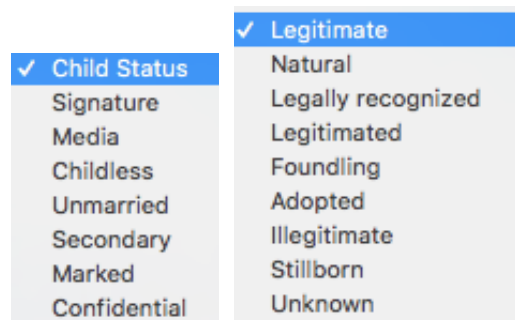 ✓ Child Status
Signature
Media
Childless
Unmarried
Secondary
Marked
Confidential
✓ Legitimate
Natural
Legally recognized
Legitimated
Foundling
Adopted
Illegitimate
Stillborn
Unknown